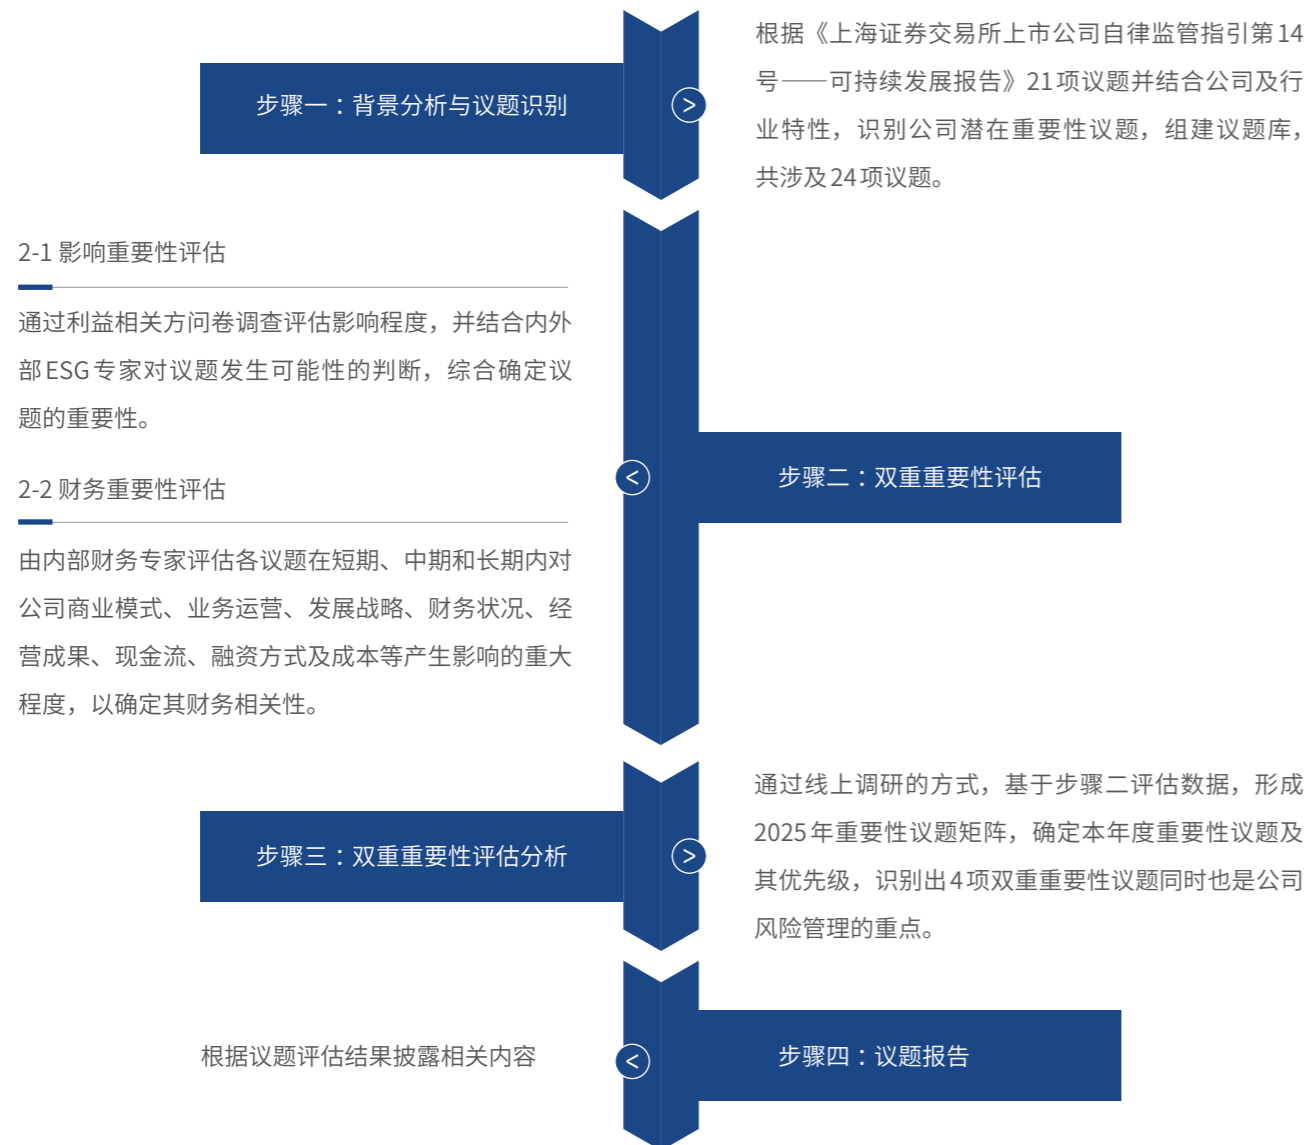 步骤一：背景分析与议题识别
>
根据《上海证券交易所上市公司自律监管指引第14
号——可持续发展报告》21项议题并结合公司及行
业特性，识别公司潜在重要性议题，组建议题库，
共涉及24项议题。
步骤二：双重重要性评估
<
2-1 影响重要性评估
通过利益相关方问卷调查评估影响程度，并结合内外
部ESG专家对议题发生可能性的判断，综合确定议
题的重要性。
2-2 财务重要性评估
由内部财务专家评估各议题在短期、中期和长期内对
公司商业模式、业务运营、发展战略、财务状况、经
营成果、现金流、融资方式及成本等产生影响的重大
程度，以确定其财务相关性。
步骤三：双重重要性评估分析
>
通过线上调研的方式，基于步骤二评估数据，形成
2025年重要性议题矩阵，确定本年度重要性议题及
其优先级，识别出4项双重重要性议题同时也是公司
风险管理的重点。
步骤四：议题报告
<
根据议题评估结果披露相关内容